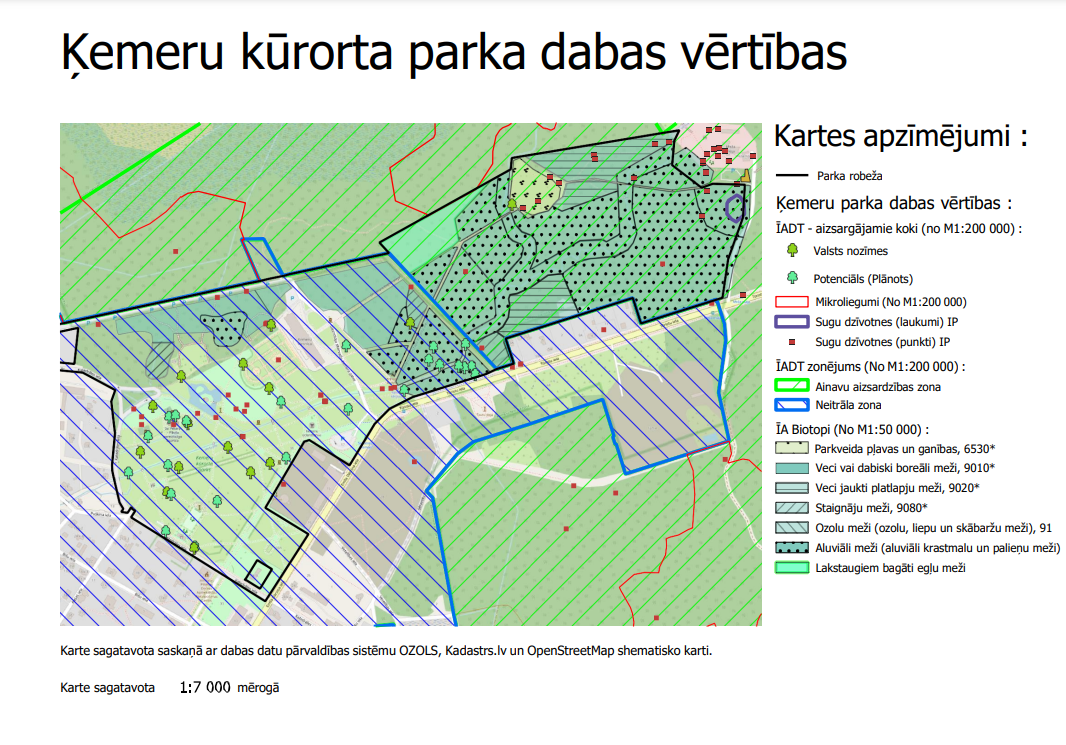 Ķemeru kūrorta parka dabas vērtības
Kartes apzīmējumi :
Parka robeža
Ķemeru parka dabas vērtības :
ĪADT - aizsargājamie koki (no M1:200 000) :
Valsts nozīmes
Potenciāls (Plānots)
Mikroliegumi (No M1:200 000)
Sugu dzīvotnes (laukumi) IP
Sugu dzīvotnes (punkti) IP
ĪADT zonējums (No M1:200 000) :
Ainavu aizsardzības zona
Neitrāla zona
ĪA Biotopi (No M1:50 000) :
Parkveida pļavas un ganības, 6530*
Veci vai dabiski boreāli meži, 9010*
Veci jaukti platlapju meži, 9020*
Staignāju meži, 9080*
Ozolu meži (ozolu, liepu un skābaržu meži), 91
Aluviāli meži (aluviāli krastmalu un palieņu meži)
Lakstaugiem bagāti egļu meži
Karte sagatavota saskaņā ar dabas datu pārvaldības sistēmu OZOLS, Kadastrs.lv un OpenStreetMap shematisko karti.
Karte sagatavota 1:7 000 mērogā